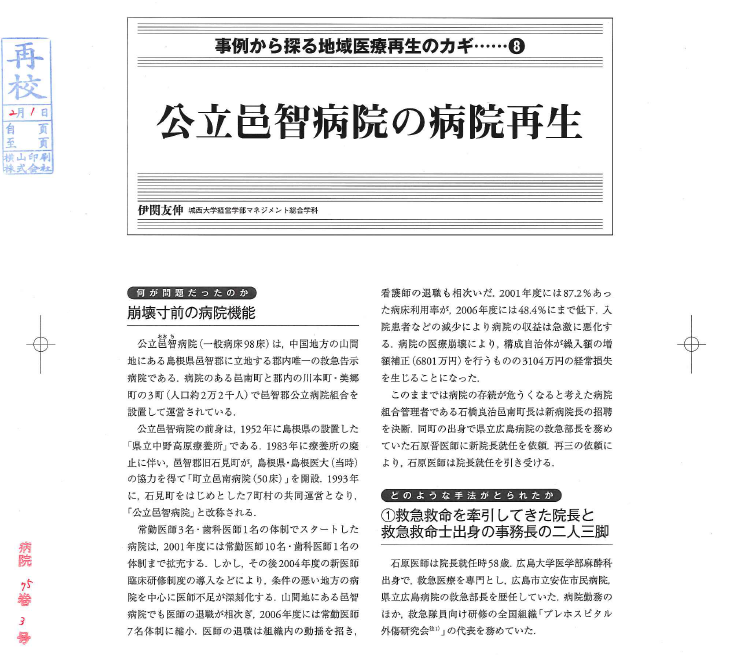 事例から探る地域医療再生のカギ……❽
公立邑智病院の病院再生
伊関友伸 城西大学経営学部マネジメント総合学科
再
校
2月1日
自 頁
至 頁
横山印刷
株式会社
何が問題だったのか
崩壊寸前の病院機能
おおち
公立邑智病院（一般病床98床）は，中国地方の山間
地にある島根県邑智郡に立地する郡内唯一の救急告示
病院である．病院のある邑南町と郡内の川本町・美郷
町の3町（人口約2万2千人）で邑智郡公立病院組合を
設置して運営されている．
公立邑智病院の前身は，1952年に島根県の設置した
「県立中野高原療養所」である．1983年に療養所の廃
止に伴い，邑智郡旧石見町が，島根県・島根医大（当時）
の協力を得て「町立邑南病院（50床）」を開設．1993年
に，石見町をはじめとした7町村の共同運営となり，
「公立邑智病院」と改称される．
常勤医師3名・歯科医師1名の体制でスタートした
病院は，2001年度には常勤医師10名・歯科医師1名の
体制まで拡充する．しかし，その後2004年度の新医師
臨床研修制度の導入などにより，条件の悪い地方の病
院を中心に医師不足が深刻化する．山間地にある邑智
病院でも医師の退職が相次ぎ，2006年度には常勤医師
7名体制に縮小．医師の退職は組織内の動揺を招き，
看護師の退職も相次いだ．2001年度には87.2％あっ
た病床利用率が，2006年度には48.4％にまで低下．入
院患者などの減少により病院の収益は急激に悪化す
る．病院の医療崩壊により，構成自治体が繰入額の増
額補正（6801万円）を行うものの3104万円の経常損失
を生じることになった．
このままでは病院の存続が危うくなると考えた病院
組合管理者である石橋良治邑南町長は新病院長の招聘
を決断．同町の出身で県立広島病院の救急部長を務め
ていた石原晋医師に新院長就任を依頼．再三の依頼に
より，石原医師は院長就任を引き受ける．
どのような手法がとられたか
①救急救命を牽引してきた院長と
救急救命士出身の事務長の二人三脚
石原医師は院長就任時58歳．広島大学医学部麻酔科
出身で，救急医療を専門とし，広島市立安佐市民病院，
県立広島病院の救急部長を歴任していた．病院勤務の
ほか，救急隊員向け研修の全国組織「プレホスピタル
外傷研究会注1）」の代表を務めていた．
病院 75巻 3号